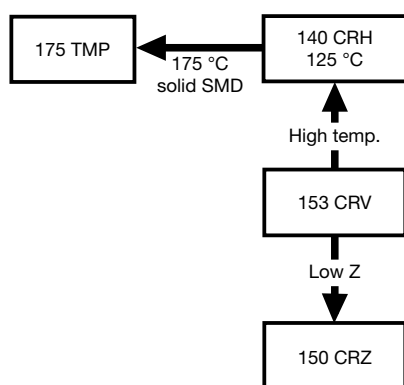 175 TMP
140 CRH
125 °C
175 °C
solid SMD
High temp.
153 CRV
Low Z
150 CRZ